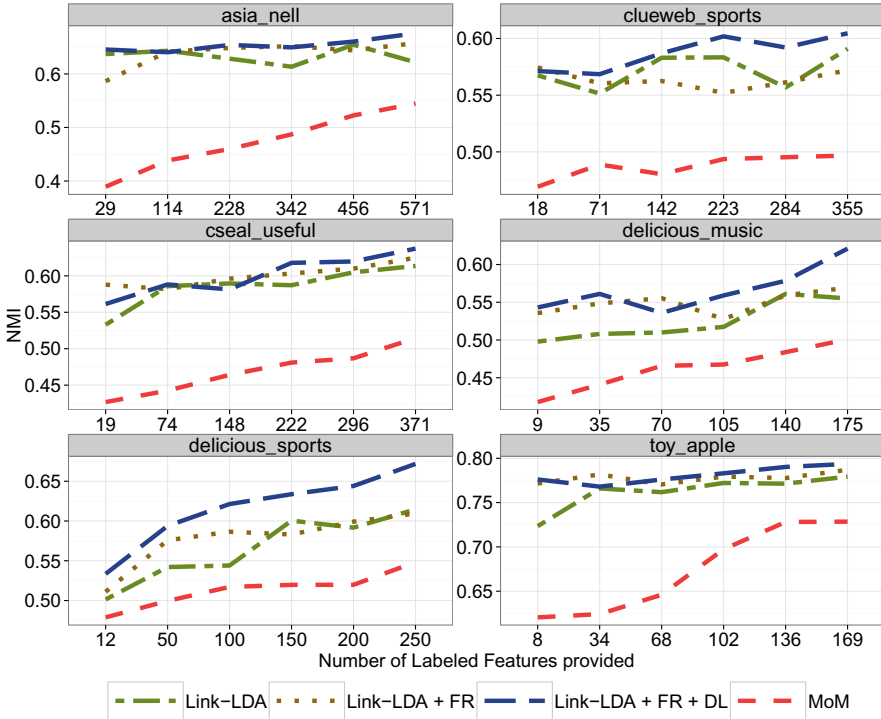 asia_nell
clueweb_sports
0.6
0.5
0.4
0.60
0.55
0.50
29 114 228 342 456 571
18 71 142 223 284 355
cseal_useful
delicious_music
NMI
0.60
0.55
0.50
0.45
0.60
0.55
0.50
0.45
19 74 148 222 296 371
9 35 70 105 140 175
delicious_sports
toy_apple
0.65
0.60
0.55
0.50
0.80
0.75
0.70
0.65
12 50 100 150 200 250
8 34 68 102 136 169
Number of Labeled Features provided
Link−LDA Link−LDA + FR Link−LDA + FR + DL MoM